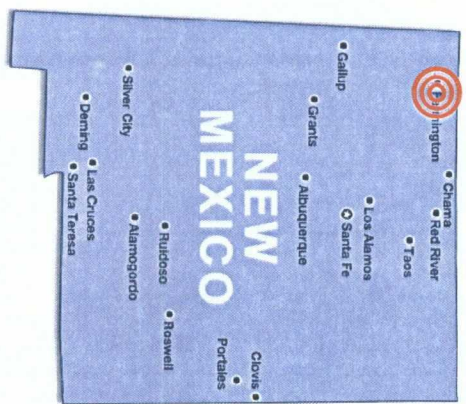 Farmington
Chama
Red River
Taos
Los Alamos
Santa Fe
Gallup
Grants
Albuquerque
NEW
MEXICO
Clovis
Portales
Ruidoso
Roswell
Silver City
Alamogordo
Las Cruces
Deming
Santa Teresa